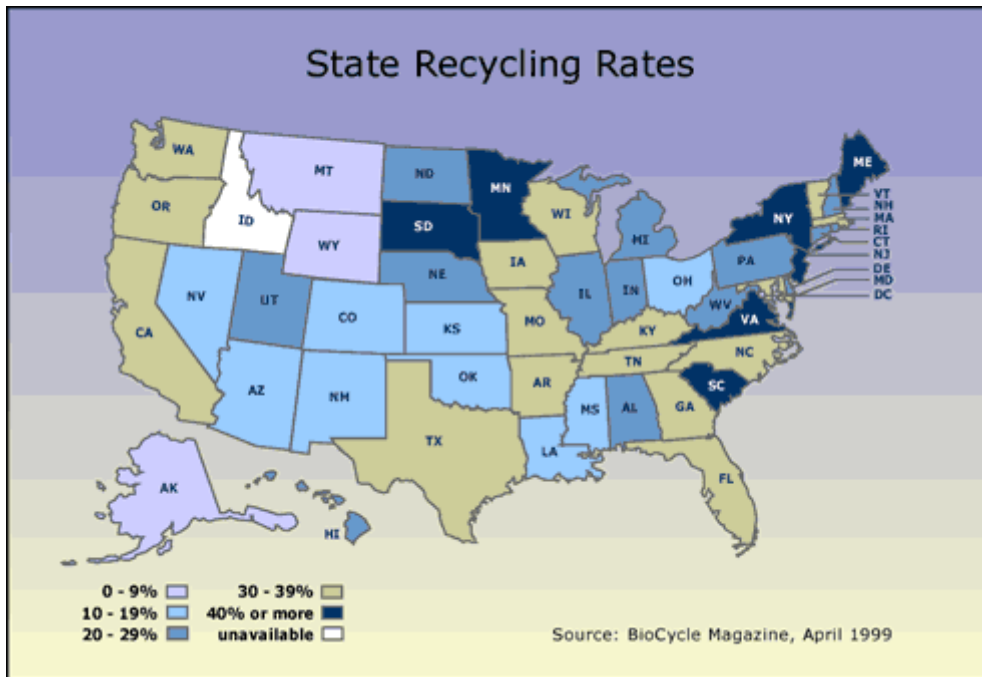 State Recycling Rates
WA
MT
ND
MN
ME
VT
NH
MA
RI
CT
NJ
DE
MD
DC
OR
ID
SD
WI
NY
WY
MI
IA
NE
PA
NV
UT
CO
IL
IN
OH
WV
VA
CA
KS
MO
KY
NC
TN
AZ
NM
OK
AR
SC
MS
AL
GA
TX
LA
FL
AK
HI
0 - 9%
10 - 19%
20 - 29%
30 - 39%
40% or more
unavailable
Source: BioCycle Magazine, April 1999